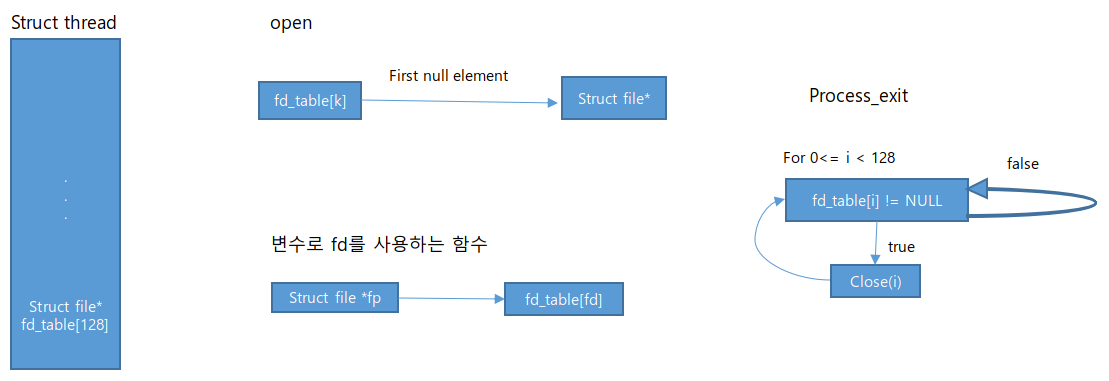 Struct thread
.
.
.
Struct file*
fd_table[128]
open
First null element
fd_table[k]
Struct file*
변수로 fd를 사용하는 함수
Struct file *fp
fd_table[fd]
Process_exit
For 0<= i < 128
false
fd_table[i] != NULL
true
Close(i)